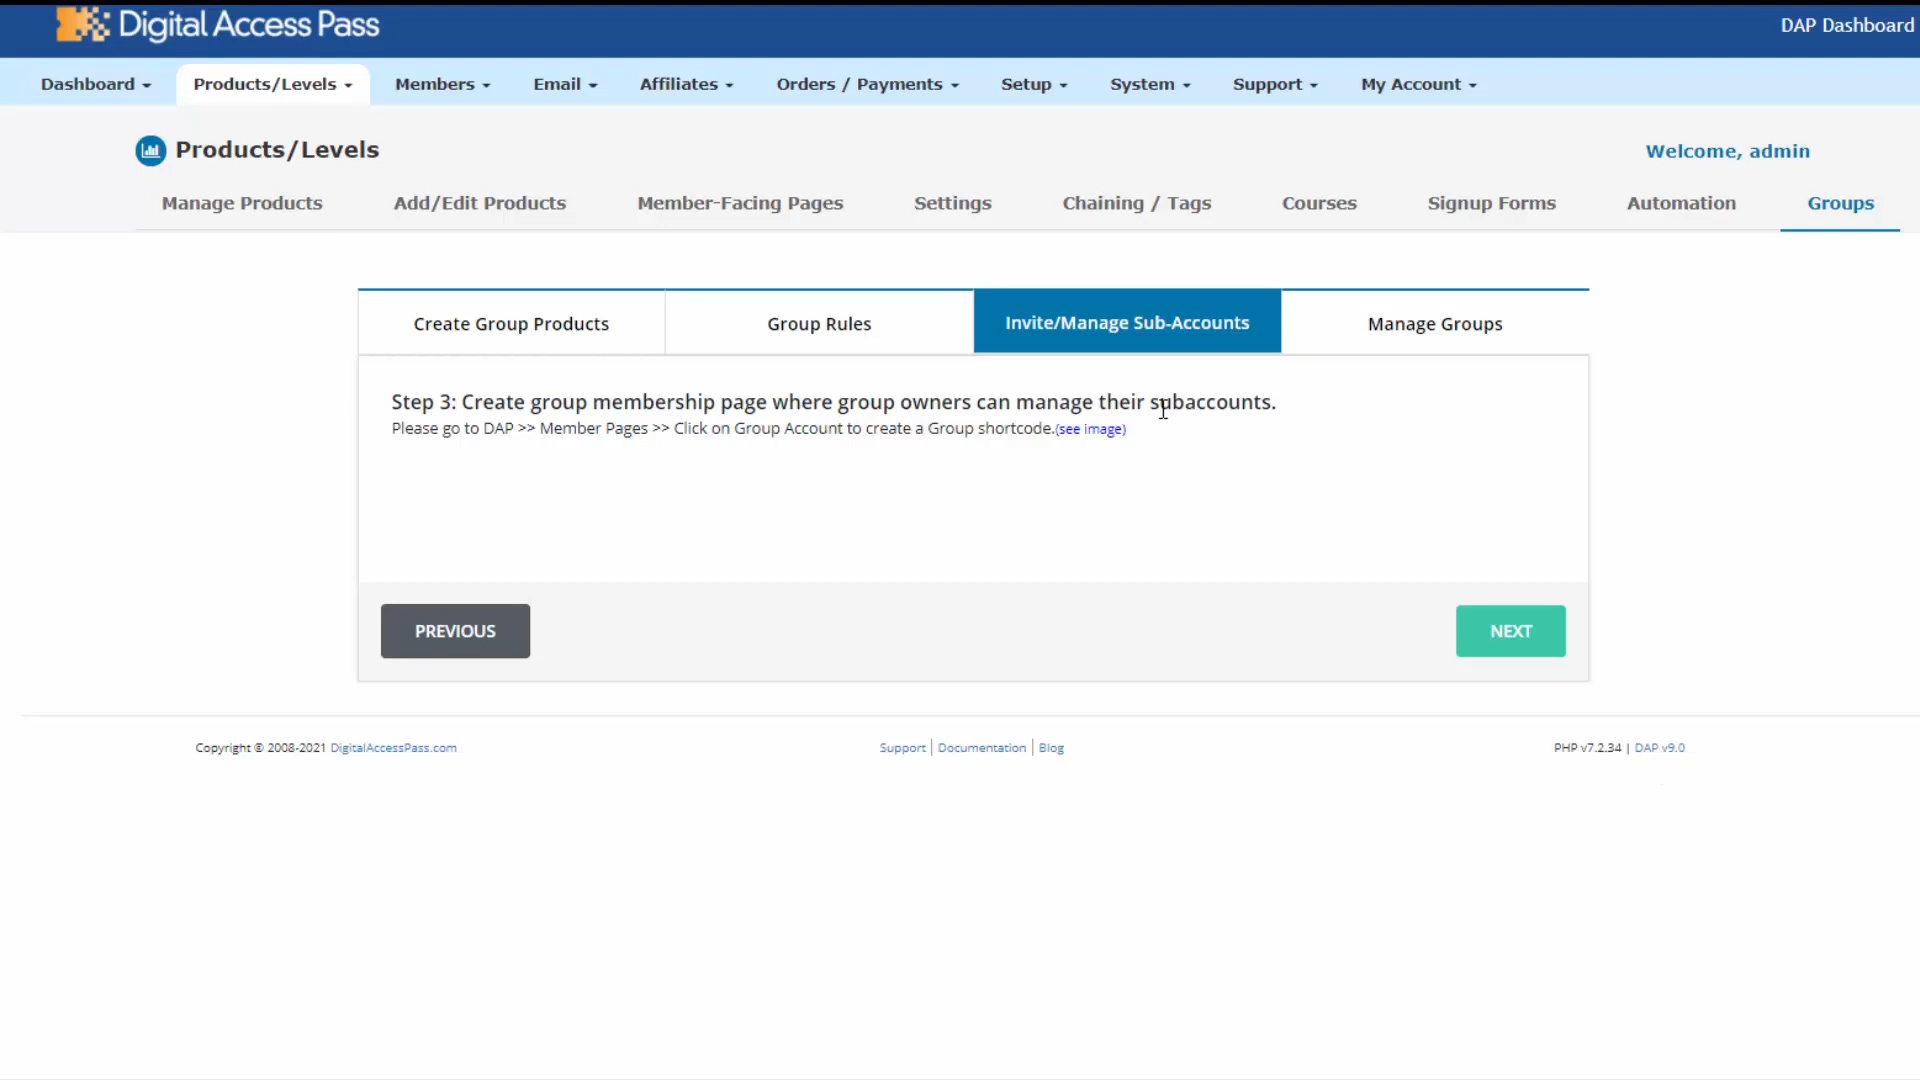 Digital Access Pass
DAP Dashboard
Dashboard Products/Levels Members Email Affiliates Orders / Payments Setup System Support My Account
Products/Levels
Welcome, admin
Manage Products Add/Edit Products Member-Facing Pages Settings Chaining / Tags Courses Signup Forms Automation Groups
Create Group Products Group Rules Invite/Manage Sub-Accounts Manage Groups
Step 3: Create group membership page where group owners can manage their subaccounts.
Please go to DAP >> Member Pages >> Click on Group Account to create a Group shortcode.(see image)
PREVIOUS NEXT
Copyright © 2008-2021 DigitalAccessPass.com Support | Documentation | Blog PHP v7.2.34 | DAP v9.0